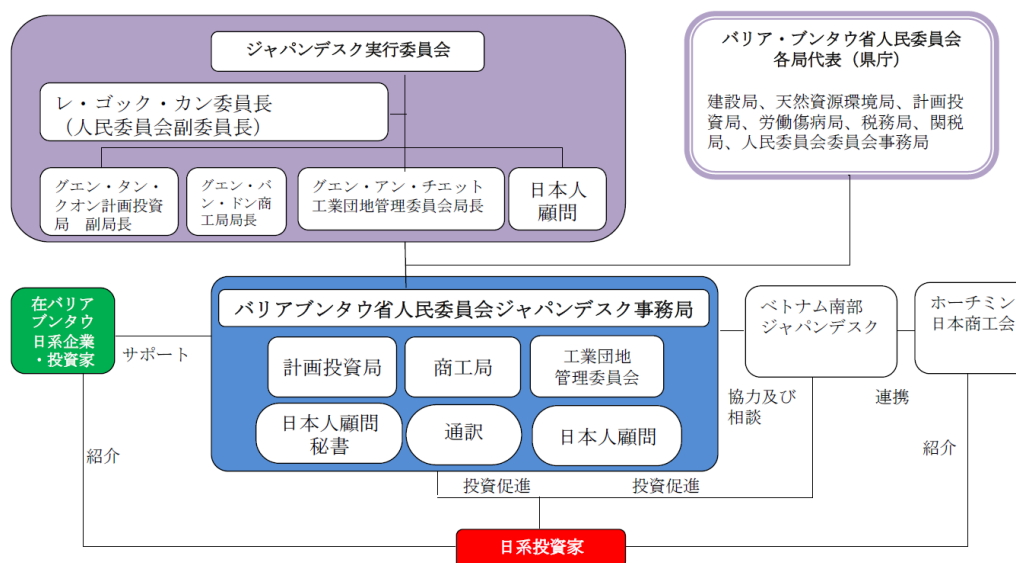 ジャパンデスク実行委員会
レ・ゴック・カン委員長
（人民委員会副委員長）
グエン・タン・
クオン計画投資
局　副局長
グエン・バ
ン・ドン商
工局局長
グエン・アン・チエット
工業団地管理委員会局長
日本人
顧問
バリア・ブンタウ省人民委員会
各局代表（県庁）
建設局、天然資源環境局、計画投
資局、労働傷病局、税務局、関税
局、人民委員会委員会事務局
在バリア
ブンタウ
日系企業
・投資家
サポート
バリアブンタウ省人民委員会ジャパンデスク事務局
計画投資局
商工局
工業団地
管理委員会
日本人顧問
秘書
通訳
日本人顧問
ベトナム南部
ジャパンデスク
ホーチミン
日本商工会
協力及び
相談
連携
紹介
紹介
投資促進
投資促進
日系投資家